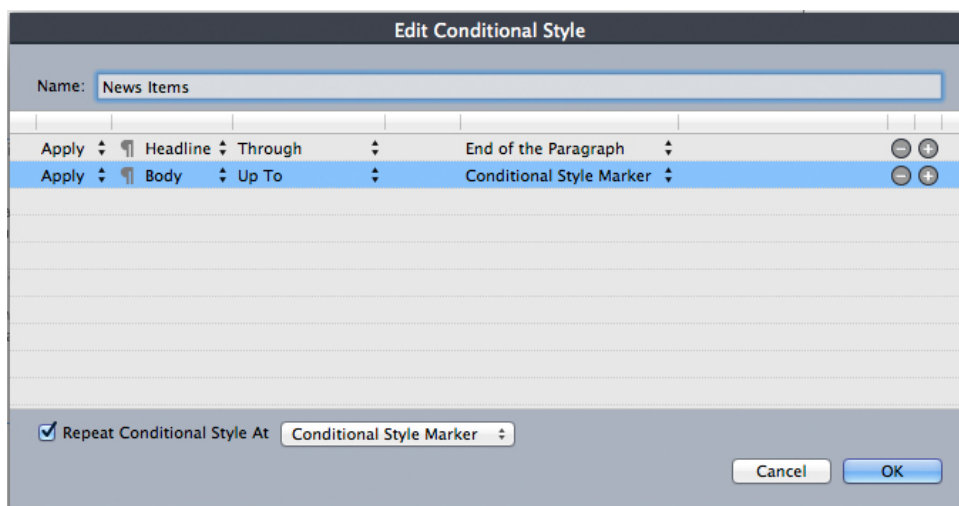 Edit Conditional Style
Name: News Items
Apply ¶ Headline Through End of the Paragraph
Apply ¶ Body Up To Conditional Style Marker
Repeat Conditional Style At Conditional Style Marker
Cancel OK